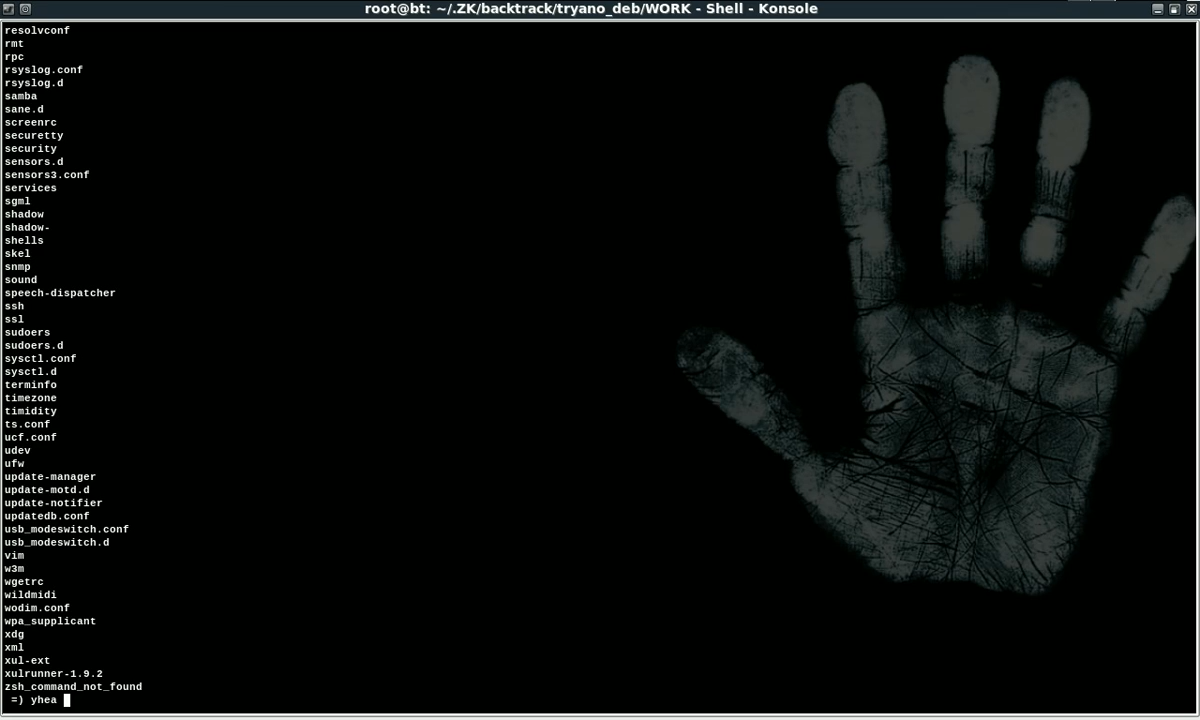 root@bt: ~/.ZK/backtrack/tryano_deb/WORK - Shell - Konsole
resolvconf
rmt
rpc
rsyslog.conf
rsyslog.d
samba
sane.d
screenrc
securetty
security
sensors.d
sensors3.conf
services
sgml
shadow
shadow-
shells
skel
snmp
sound
speech-dispatcher
ssh
ssl
sudoers
sudoers.d
sysctl.conf
sysctl.d
terminfo
timezone
timidity
ts.conf
ucf.conf
udev
ufw
update-manager
update-motd.d
update-notifier
updatedb.conf
usb_modeswitch.conf
usb_modeswitch.d
vim
w3m
wgetrc
wildmidi
wodim.conf
wpa_supplicant
xdg
xml
xul-ext
xulrunner-1.9.2
zsh_command_not_found
=) yhea